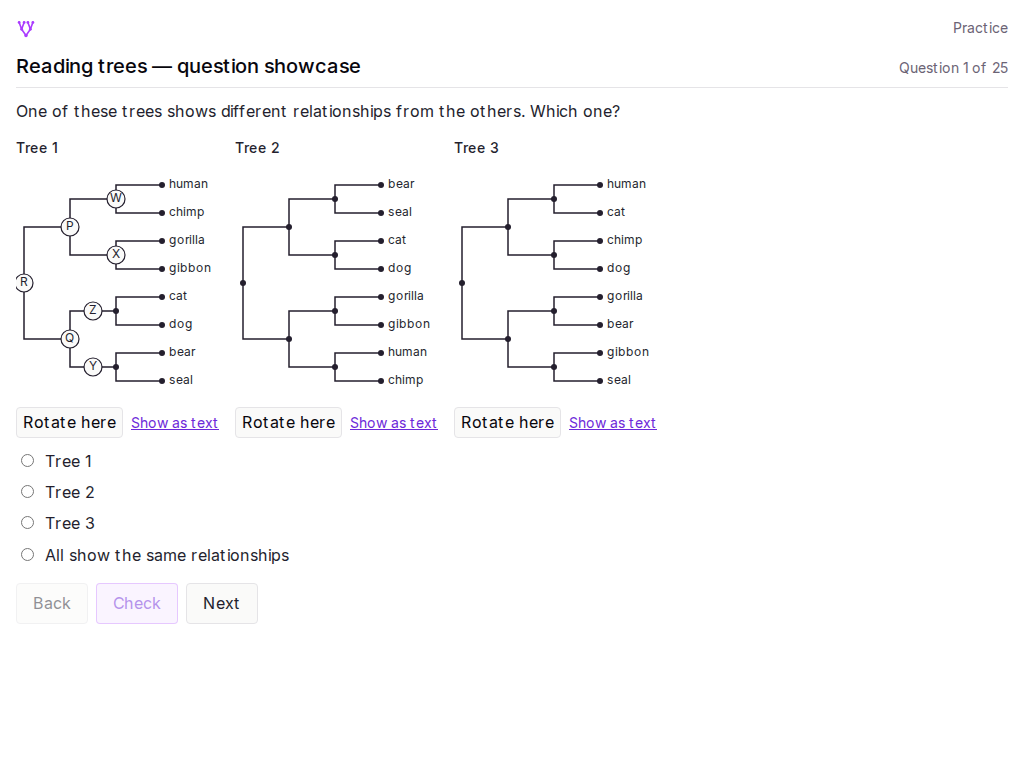 Practice
Reading trees — question showcase
Question 1 of 25
One of these trees shows different relationships from the others. Which one?
Tree 1
human
W
chimp
P
gorilla
X
gibbon
R
cat
Z
dog
Q
bear
Y
seal
Rotate here
Show as text
Tree 2
bear
seal
cat
dog
gorilla
gibbon
human
chimp
Rotate here
Show as text
Tree 3
human
cat
chimp
dog
gorilla
bear
gibbon
seal
Rotate here
Show as text
Tree 1
Tree 2
Tree 3
All show the same relationships
Back
Check
Next